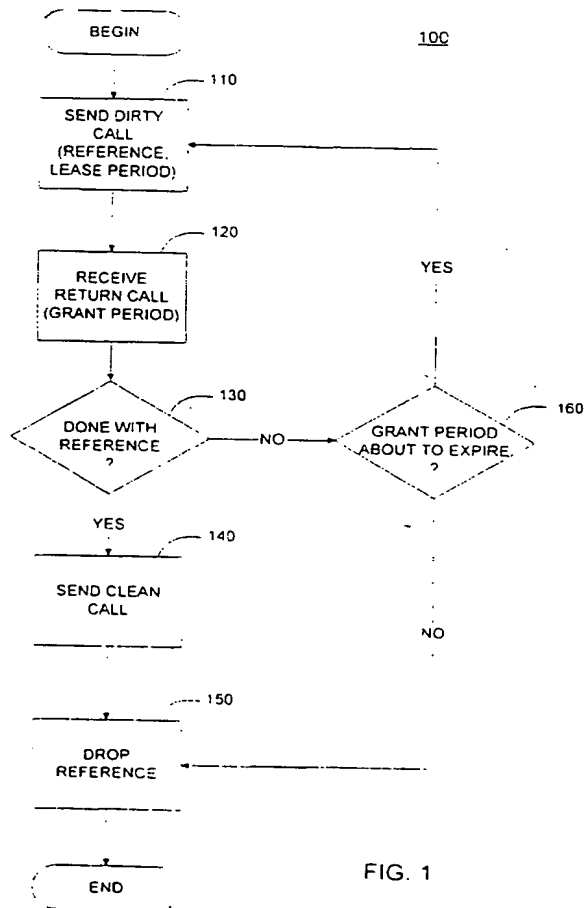 BEGIN
100
110
SEND DIRTY
CALL
(REFERENCE,
LEASE PERIOD)
120
RECEIVE
RETURN CALL
(GRANT PERIOD)
YES
130
DONE WITH
REFERENCE
?
NO
160
GRANT PERIOD
ABOUT TO EXPIRE
?
YES
140
SEND CLEAN
CALL
NO
150
DROP
REFERENCE
END
FIG. 1